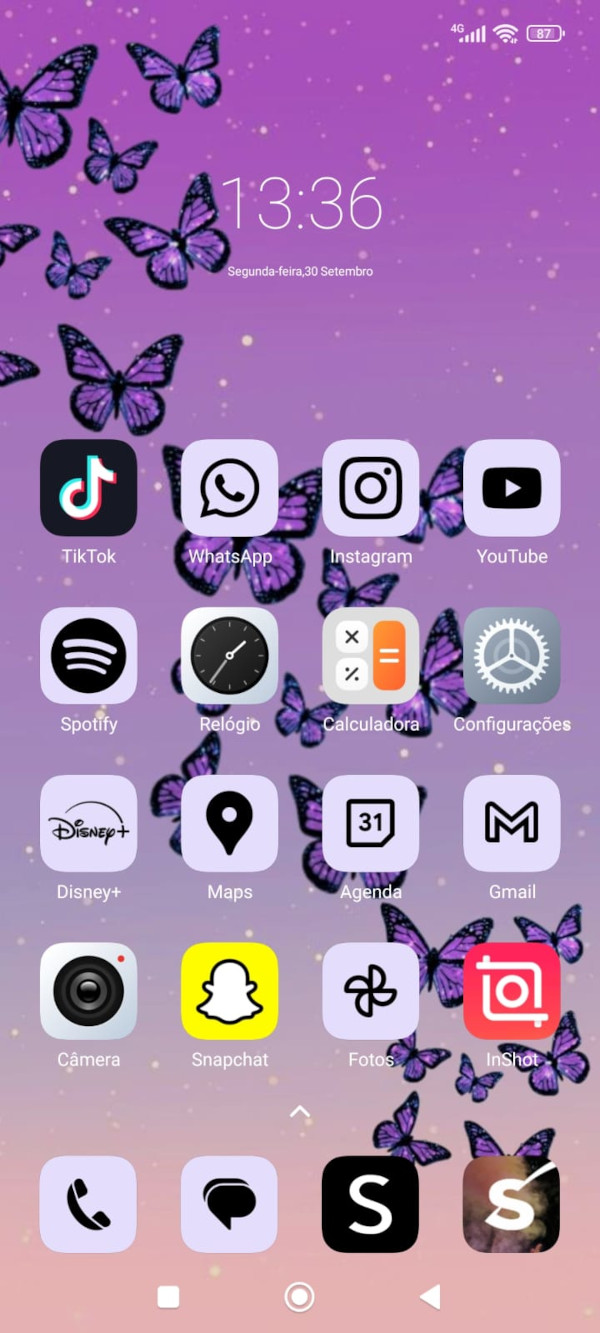 4G 87
13:36
Segunda-feira,30 Setembro
TikTok WhatsApp Instagram YouTube
Spotify Relógio Calculadora Configurações
Disney+ 31
Disney+ Maps Agenda Gmail
Câmera Snapchat Fotos InShot
S S